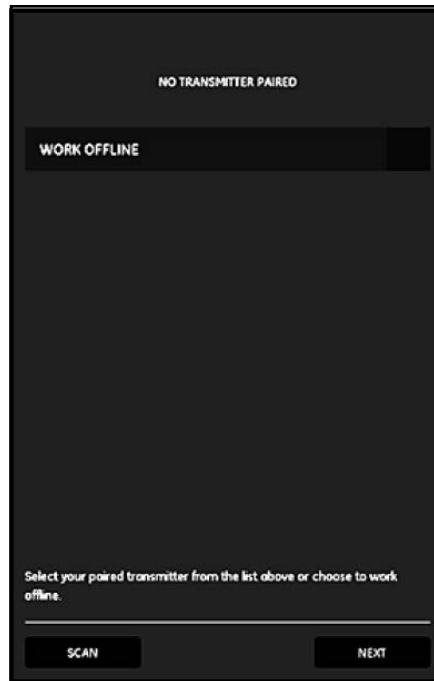 NO TRANSMITTER PAIRED
WORK OFFLINE
Select your paired transmitter from the list above or choose to work
offline.
SCAN
NEXT